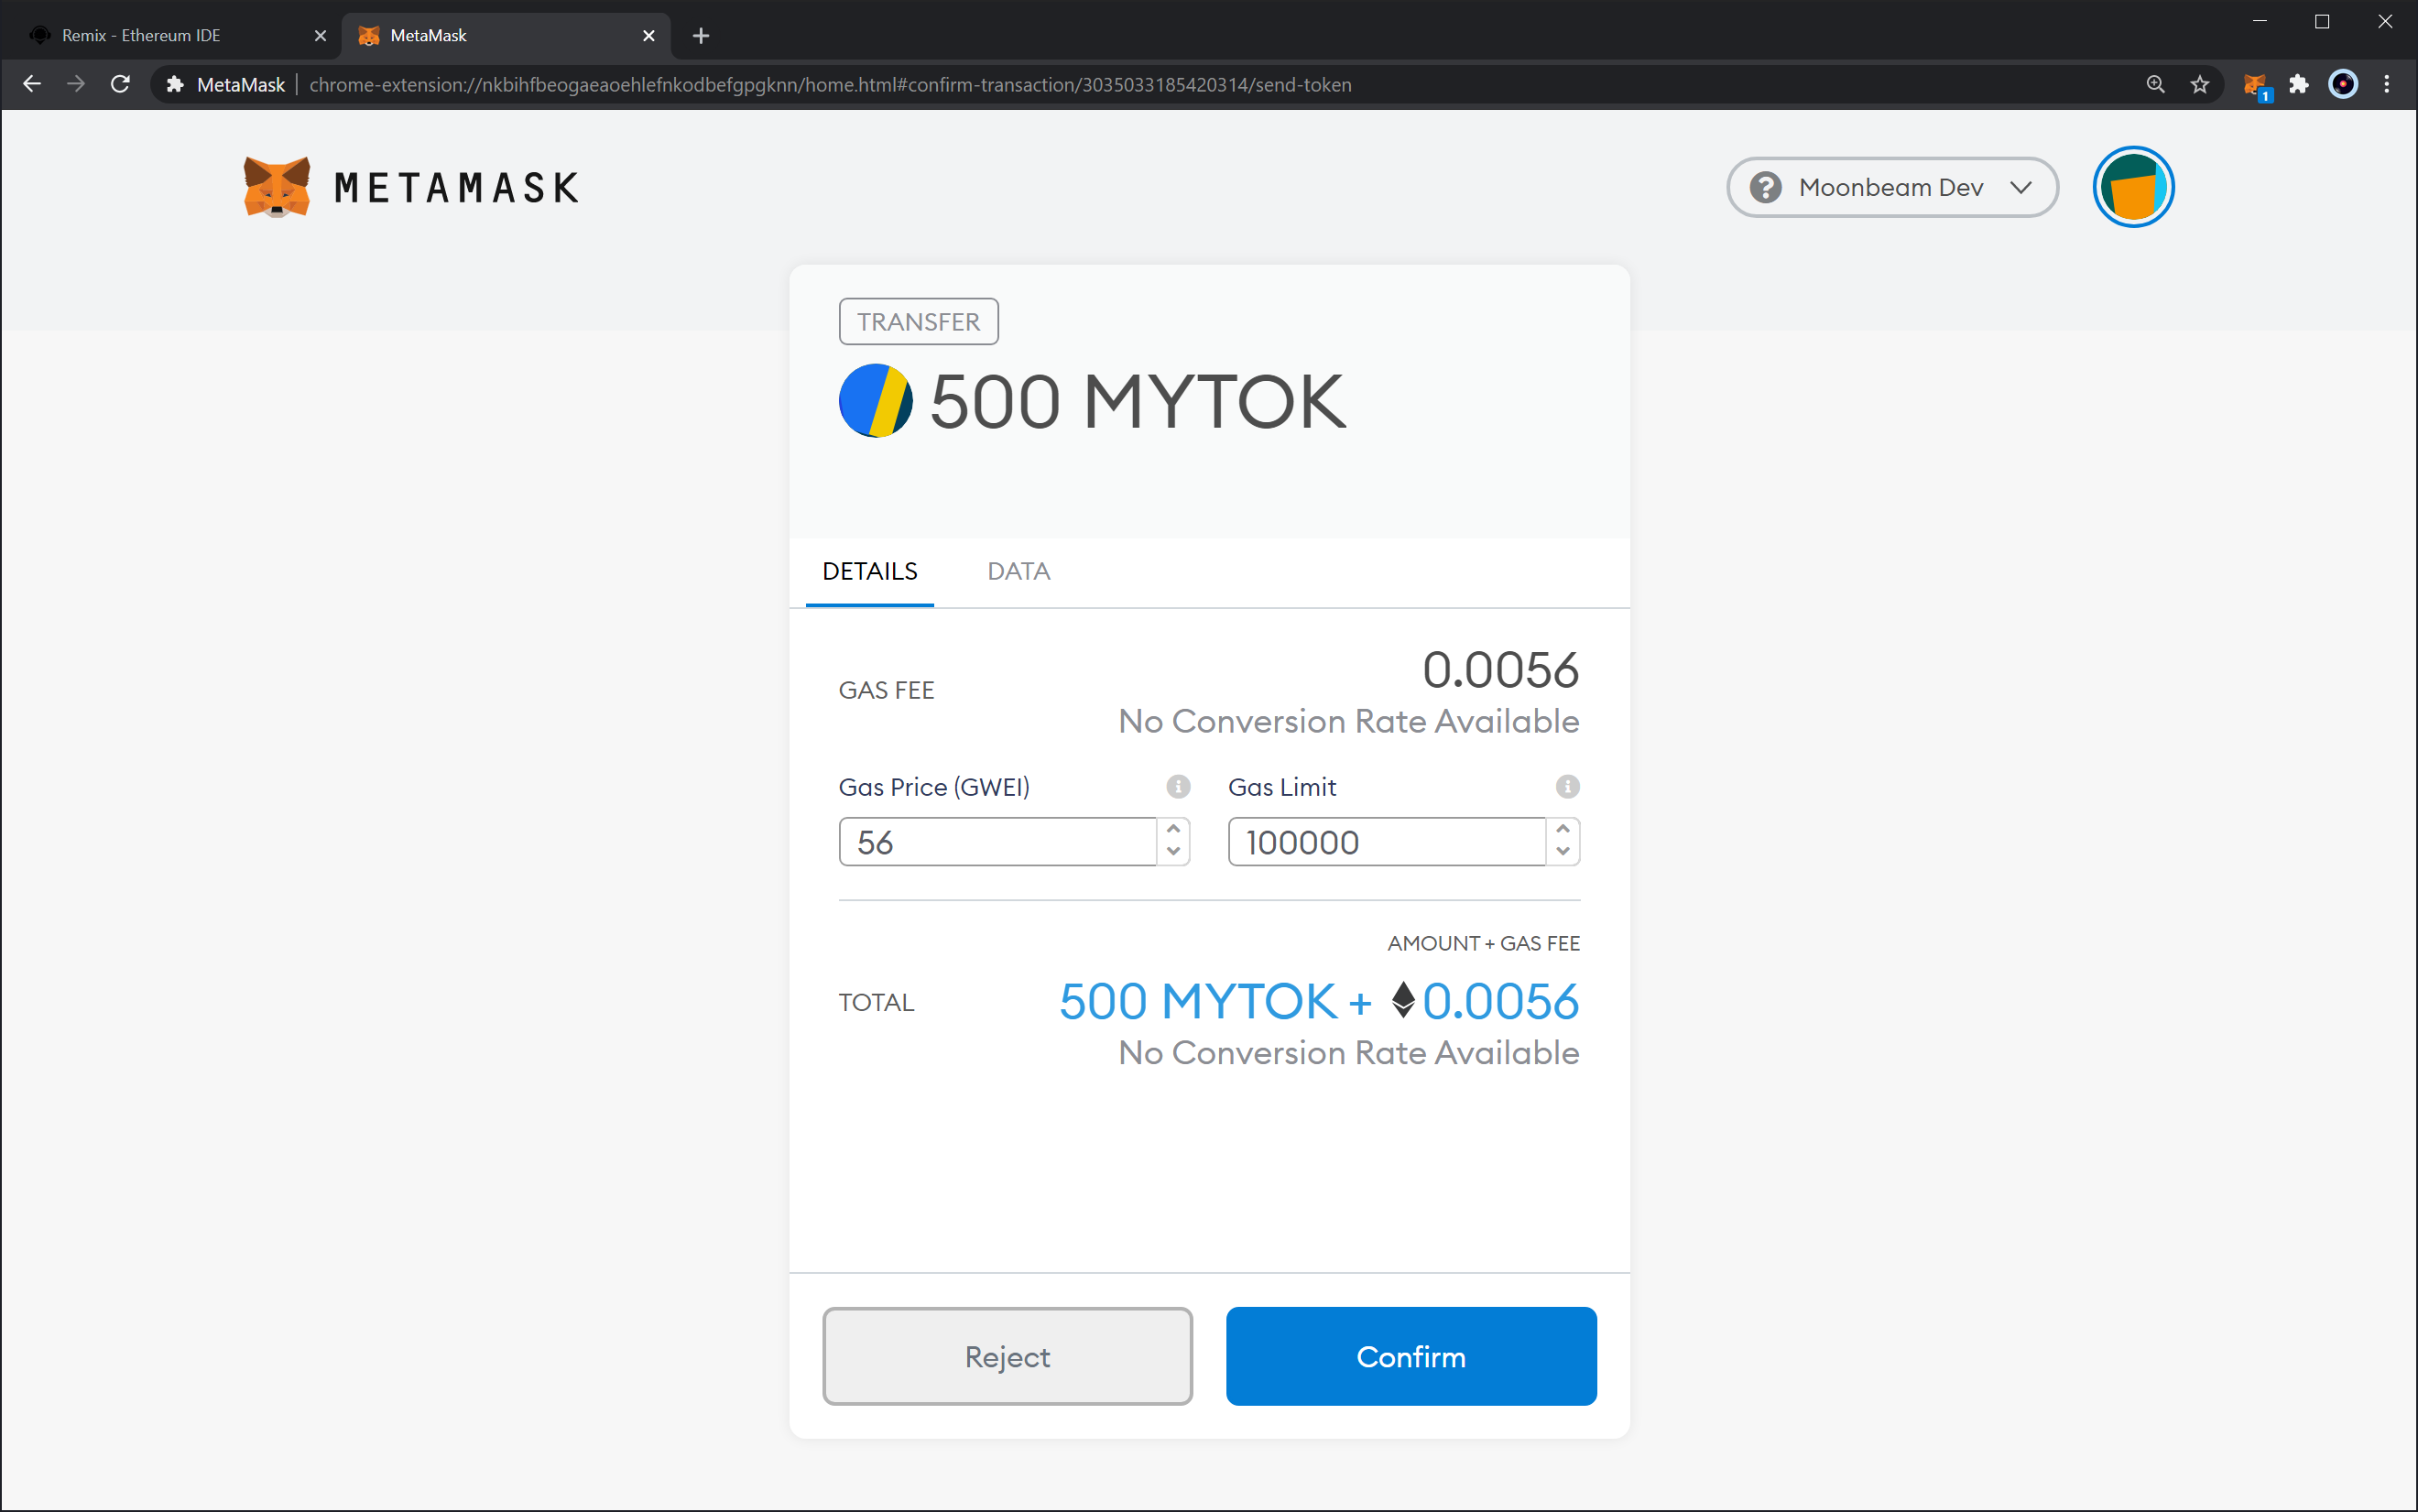 Remix - Ethereum IDE
MetaMask
MetaMask
chrome-extension://nkbihfbeogaeaoehlefnkodbefgpgknn/home.html#confirm-transaction/3035033185420314/send-token
1
METAMASK
? Moonbeam Dev
TRANSFER
500 MYTOK
DETAILS DATA
GAS FEE
0.0056
No Conversion Rate Available
Gas Price (GWEI) i
Gas Limit i
56
100000
AMOUNT + GAS FEE
TOTAL
500 MYTOK + 0.0056
No Conversion Rate Available
Reject
Confirm